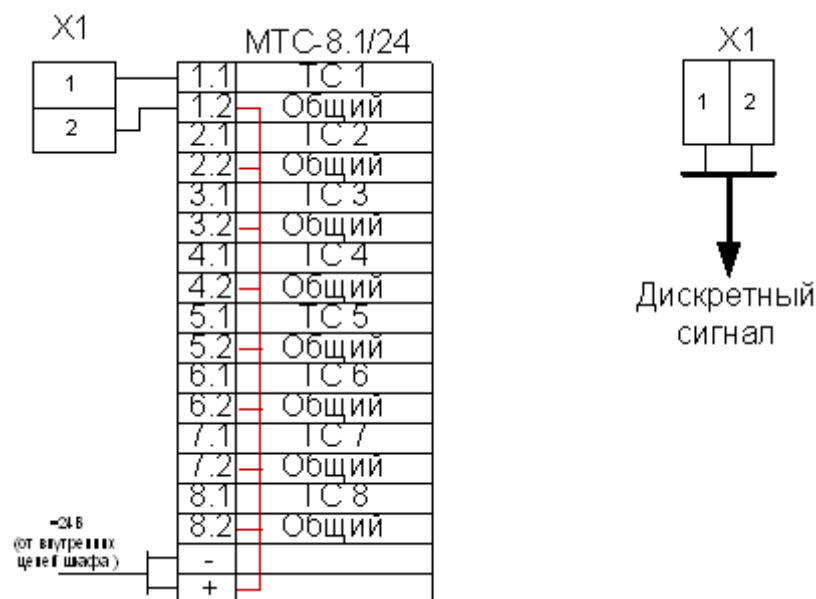 X1
МТС-8.1/24
X1
1
2
1.1 ТС 1
1.2 Общий
2.1 ТС 2
2.2 Общий
3.1 ТС 3
3.2 Общий
4.1 ТС 4
4.2 Общий
5.1 ТС 5
5.2 Общий
6.1 ТС 6
6.2 Общий
7.1 ТС 7
7.2 Общий
8.1 ТС 8
8.2 Общий
-
+
=24 В
(от внутренних
цепей шкафа)
1 2
Дискретный
сигнал